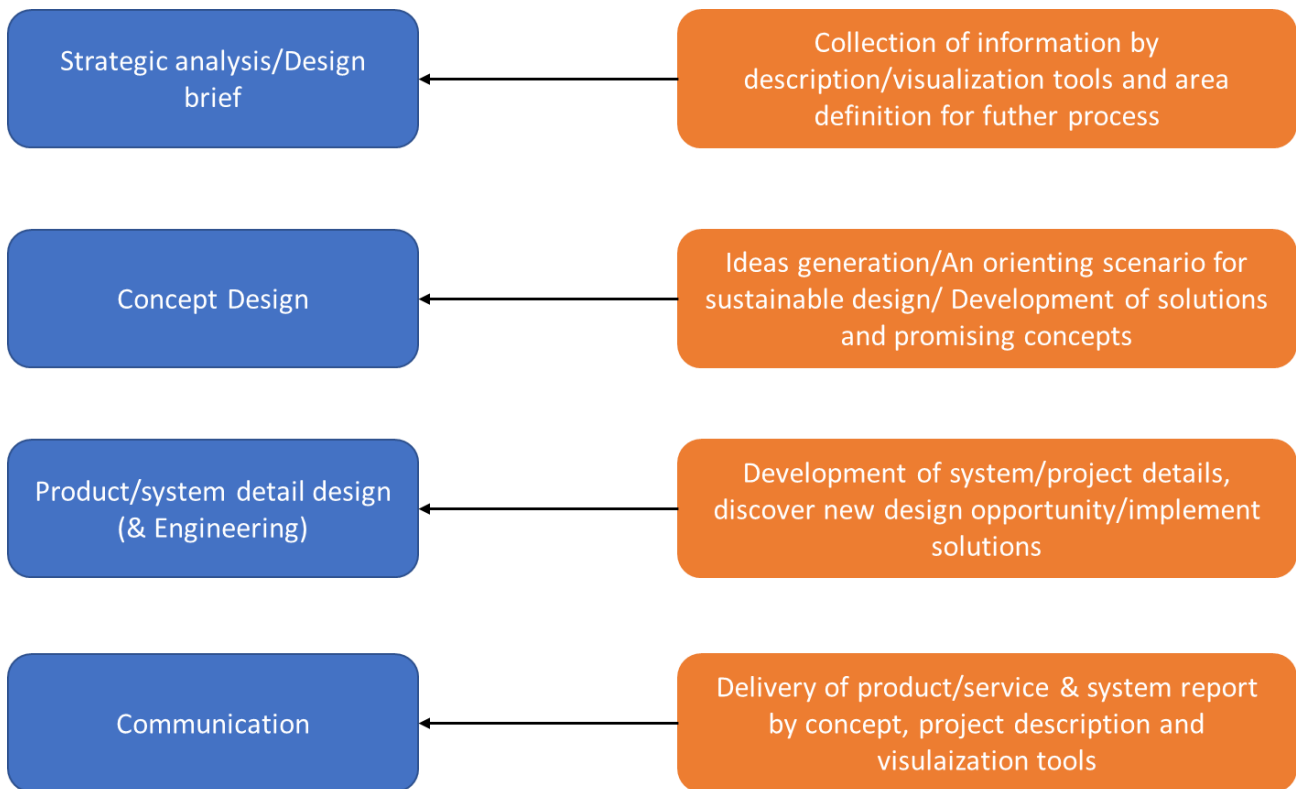 Strategic analysis/Design
brief
Collection of information by
description/visualization tools and area
definition for futher process
Concept Design
Ideas generation/An orienting scenario for
sustainable design/ Development of solutions
and promising concepts
Product/system detail design
(& Engineering)
Development of system/project details,
discover new design opportunity/implement
solutions
Communication
Delivery of product/service & system report
by concept, project description and
visulaization tools